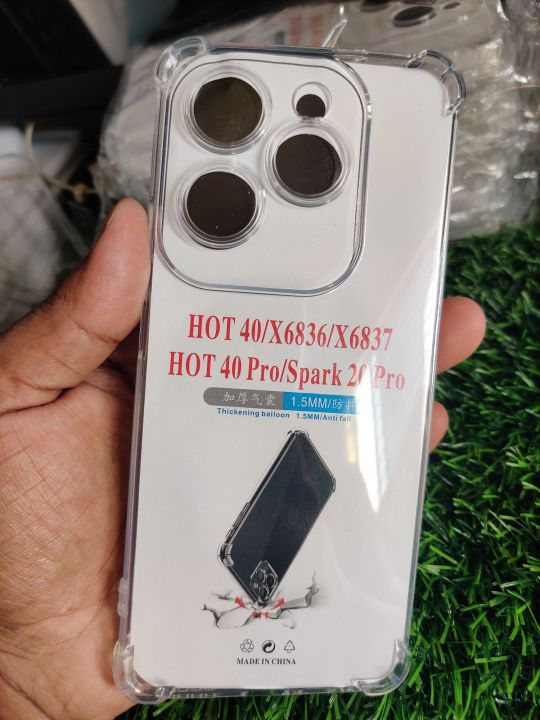 HOT 40/X6836/X6837
HOT 40 Pro/Spark 20 Pro
加厚气囊 1.5MM/防摔
Thickening balloon 1.5MM/Anti fall
MADE IN CHINA